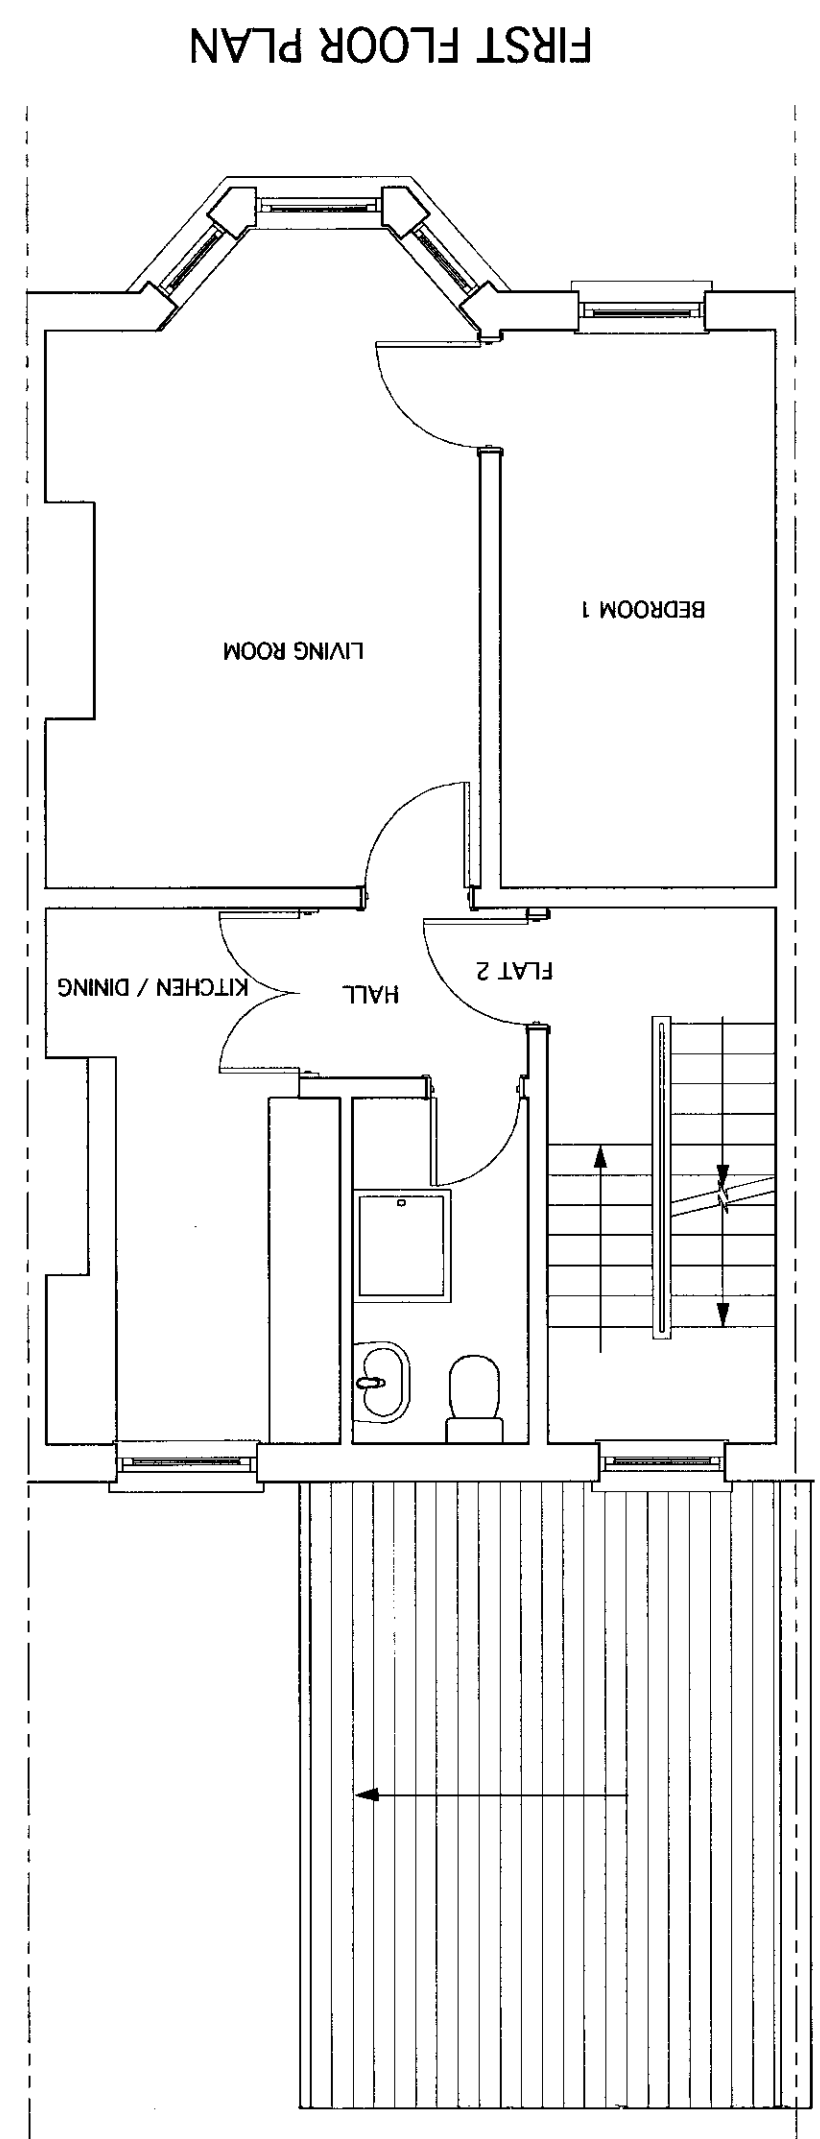 FIRST FLOOR PLAN
BEDROOM 1
LIVING ROOM
FLAT 2
HALL
KITCHEN / DINING